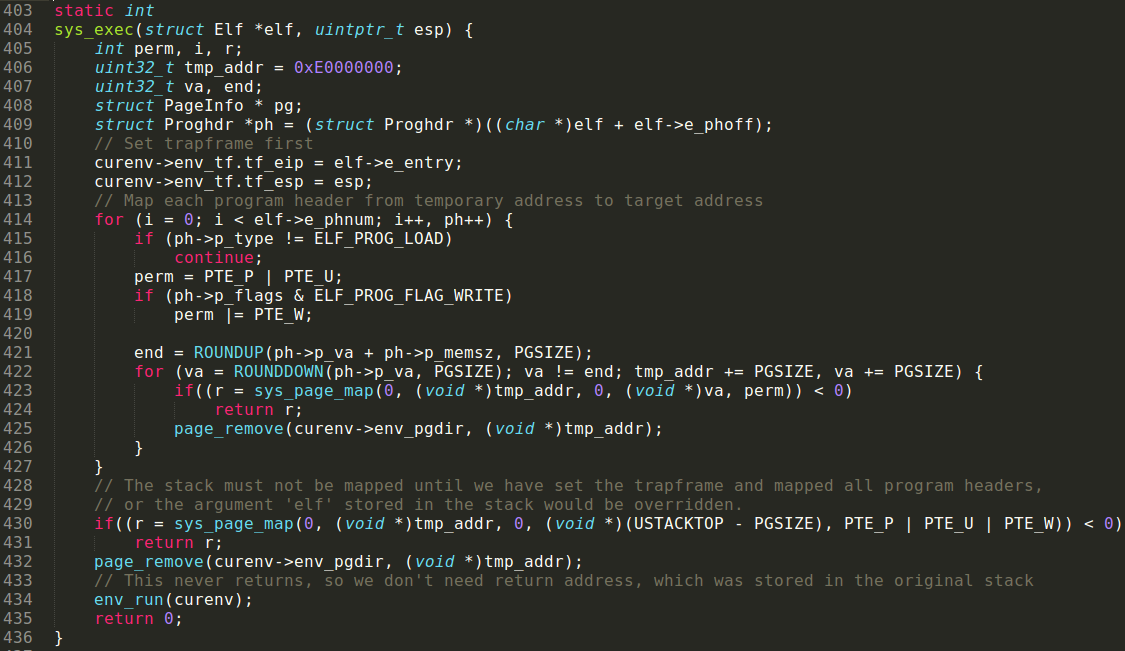 403 static int
404 sys_exec(struct Elf *elf, uintptr_t esp) {
405     int perm, i, r;
406     uint32_t tmp_addr = 0xE0000000;
407     uint32_t va, end;
408     struct PageInfo * pg;
409     struct Proghdr *ph = (struct Proghdr *)((char *)elf + elf->e_phoff);
410     // Set trapframe first
411     curenv->env_tf.tf_eip = elf->e_entry;
412     curenv->env_tf.tf_esp = esp;
413     // Map each program header from temporary address to target address
414     for (i = 0; i < elf->e_phnum; i++, ph++) {
415         if (ph->p_type != ELF_PROG_LOAD)
416             continue;
417         perm = PTE_P | PTE_U;
418         if (ph->p_flags & ELF_PROG_FLAG_WRITE)
419             perm |= PTE_W;
420
421         end = ROUNDUP(ph->p_va + ph->p_memsz, PGSIZE);
422         for (va = ROUNDDOWN(ph->p_va, PGSIZE); va != end; tmp_addr += PGSIZE, va += PGSIZE) {
423             if((r = sys_page_map(0, (void *)tmp_addr, 0, (void *)va, perm)) < 0)
424                 return r;
425             page_remove(curenv->env_pgdir, (void *)tmp_addr);
426         }
427     }
428     // The stack must not be mapped until we have set the trapframe and mapped all program headers,
429     // or the argument 'elf' stored in the stack would be overridden.
430     if((r = sys_page_map(0, (void *)tmp_addr, 0, (void *)(USTACKTOP - PGSIZE), PTE_P | PTE_U | PTE_W)) < 0)
431         return r;
432     page_remove(curenv->env_pgdir, (void *)tmp_addr);
433     // This never returns, so we don't need return address, which was stored in the original stack
434     env_run(curenv);
435     return 0;
436 }